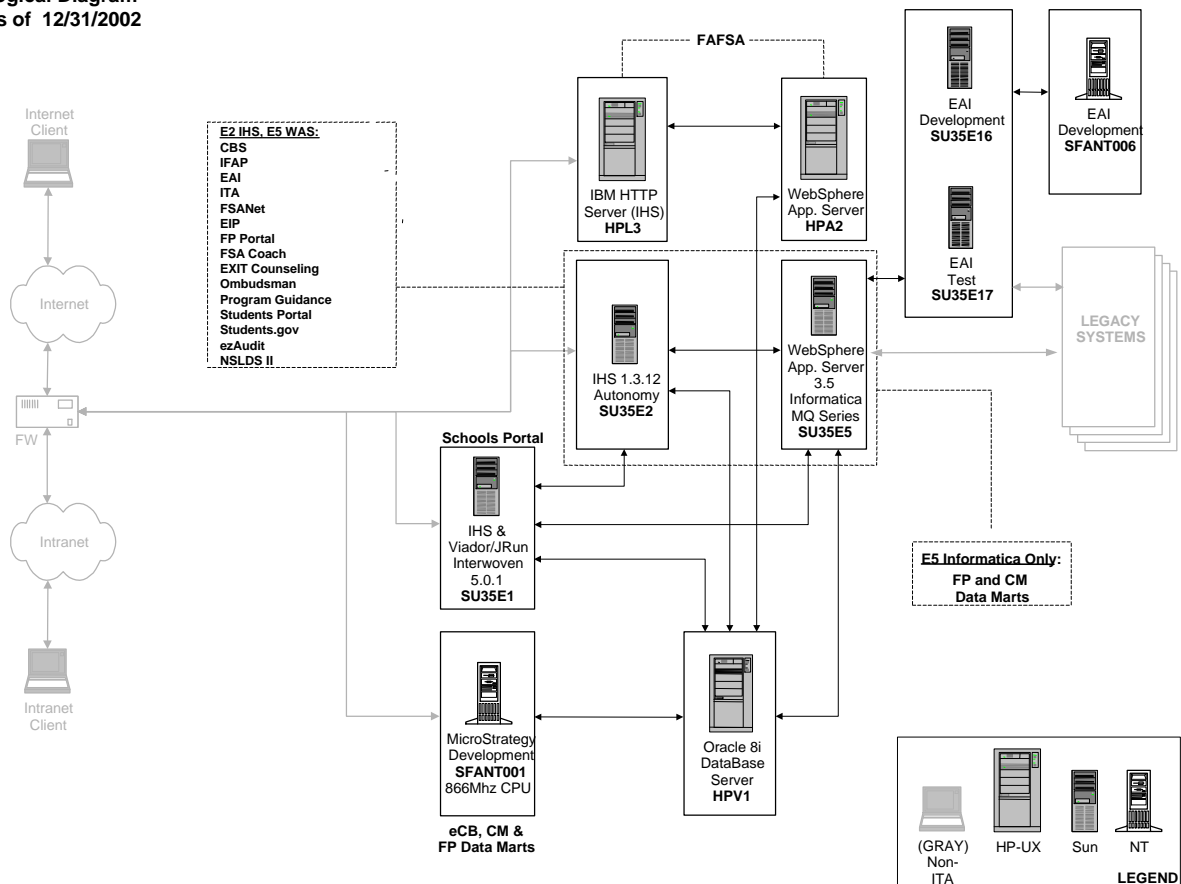 s of 12/31/2002
FAFSA
Internet
Client
E2 IHS, E5 WAS:
CBS
IFAP
EAI
ITA
FSANet
EIP
FP Portal
FSA Coach
EXIT Counseling
Ombudsman
Program Guidance
Students Portal
Students.gov
ezAudit
NSLDS II
IBM HTTP
Server (IHS)
HPL3
WebSphere
App. Server
HPA2
EAI
Development
SU35E16
EAI
Development
SFANT006
EAI
Test
SU35E17
Internet
LEGACY
SYSTEMS
IHS 1.3.12
Autonomy
SU35E2
WebSphere
App. Server
3.5
Informatica
MQ Series
SU35E5
FW
Schools Portal
IHS &
Viador/JRun
Interwoven
5.0.1
SU35E1
Intranet
E5 Informatica Only:
FP and CM
Data Marts
Intranet
Client
MicroStrategy
Development
SFANT001
866Mhz CPU
eCB, CM &
FP Data Marts
Oracle 8i
DataBase
Server
HPV1
(GRAY)
Non-
ITA
HP-UX
Sun
NT
LEGEND